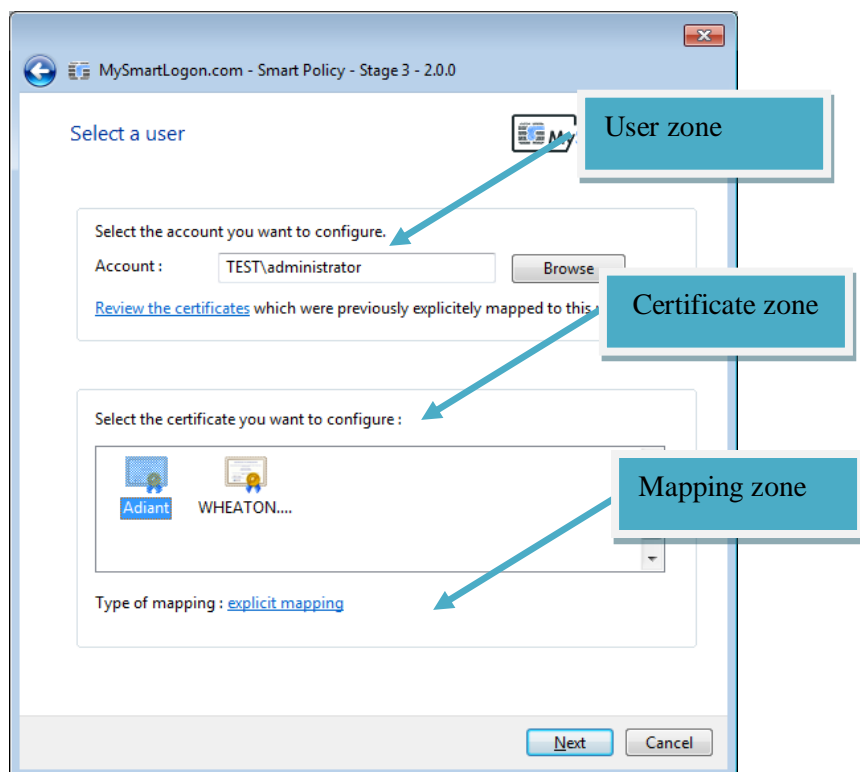 MySmartLogon.com - Smart Policy - Stage 3 - 2.0.0
Select a user
My
User zone
Select the account you want to configure.
Account :
TEST\administrator
Browse
Review the certificates which were previously explicitely mapped to this
Certificate zone
Select the certificate you want to configure :
Adiant
WHEATON....
Mapping zone
Type of mapping : explicit mapping
Next
Cancel